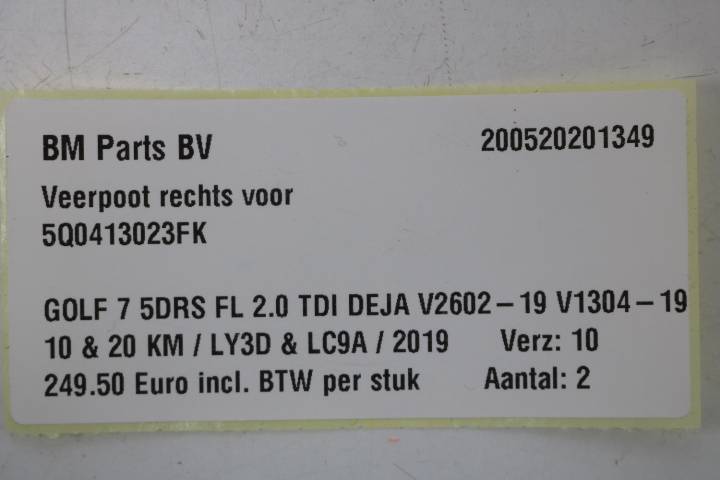 BM Parts BV 200520201349
Veerpoot rechts voor
5Q0413023FK
GOLF 7 5DRS FL 2.0 TDI DEJA V2602 – 19 V1304 – 19
10 & 20 KM / LY3D & LC9A / 2019 Verz: 10
249.50 Euro incl. BTW per stuk Aantal: 2